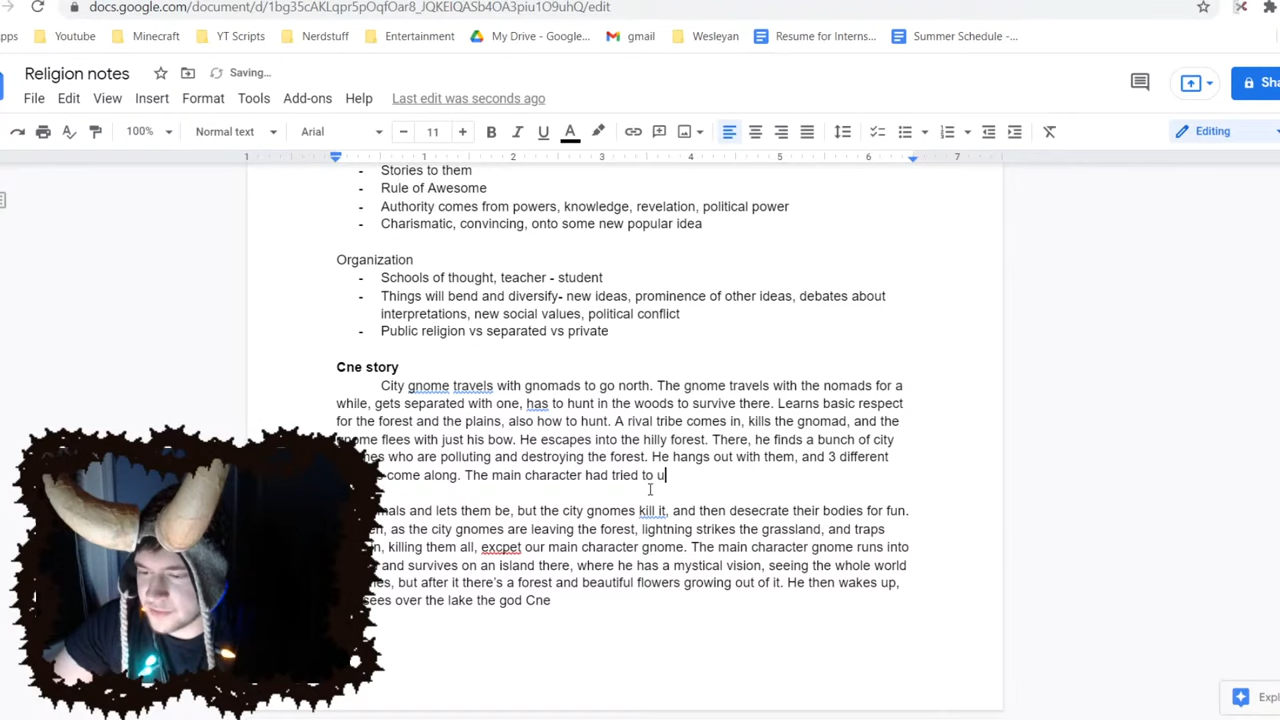 docs.google.com/document/d/1bg35cAKLqpr5pOqfOar8_JQKEIQASb4OA3piu1O9uhQ/edit
Youtube Minecraft YT Scripts Nerdstuff Entertainment My Drive - Google... gmail Wesleyan Resume for Interns... Summer Schedule -...
Religion notes Saving...
File Edit View Insert Format Tools Add-ons Help Last edit was seconds ago
100% Normal text Arial 11 Editing
1 1 2 3 4 5 6 7
- Stories to them
- Rule of Awesome
- Authority comes from powers, knowledge, revelation, political power
- Charismatic, convincing, onto some new popular idea
Organization
- Schools of thought, teacher - student
- Things will bend and diversify- new ideas, prominence of other ideas, debates about
interpretations, new social values, political conflict
- Public religion vs separated vs private
Cne story
City gnome travels with gnomads to go north. The gnome travels with the nomads for a
while, gets separated with one, has to hunt in the woods to survive there. Learns basic respect
for the forest and the plains, also how to hunt. A rival tribe comes in, kills the gnomad, and the
gnome flees with just his bow. He escapes into the hilly forest. There, he finds a bunch of city
who are polluting and destroying the forest. He hangs out with them, and 3 different
come along. The main character had tried to u
and lets them be, but the city gnomes kill it, and then desecrate their bodies for fun.
as the city gnomes are leaving the forest, lightning strikes the grassland, and traps
killing them all, excpet our main character gnome. The main character gnome runs into
and survives on an island there, where he has a mystical vision, seeing the whole world
but after it there's a forest and beautiful flowers growing out of it. He then wakes up,
sees over the lake the god Cne